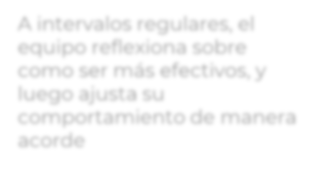 A intervalos regulares, el
equipo reflexiona sobre
como ser más efectivos, y
luego ajusta su
comportamiento de manera
acorde